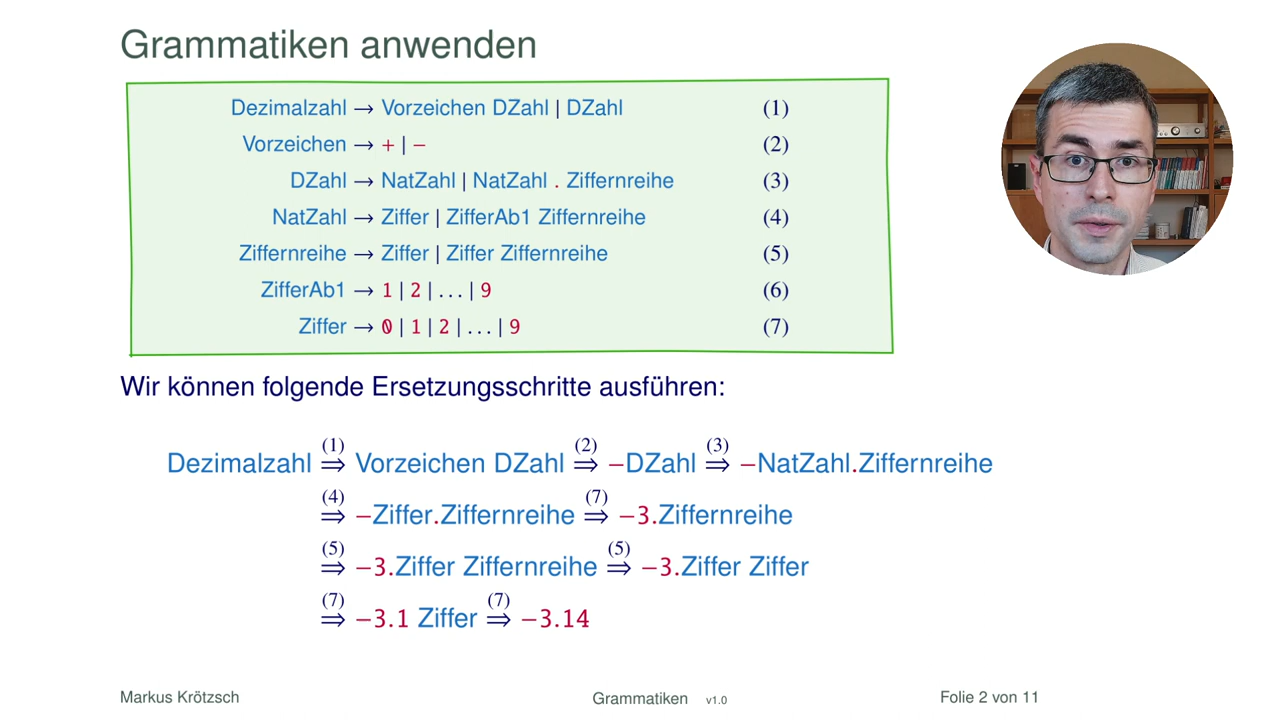 Grammatiken anwenden
Dezimalzahl → Vorzeichen DZahl | DZahl (1)
Vorzeichen → + | − (2)
DZahl → NatZahl | NatZahl . Ziffernreihe (3)
NatZahl → Ziffer | ZifferAb1 Ziffernreihe (4)
Ziffernreihe → Ziffer | Ziffer Ziffernreihe (5)
ZifferAb1 → 1 | 2 | . . . | 9 (6)
Ziffer → 0 | 1 | 2 | . . . | 9 (7)
Wir können folgende Ersetzungsschritte ausführen:
Dezimalzahl (1)⇒ Vorzeichen DZahl (2)⇒ −DZahl (3)⇒ −NatZahl.Ziffernreihe
(4)⇒ −Ziffer.Ziffernreihe (7)⇒ −3.Ziffernreihe
(5)⇒ −3.Ziffer Ziffernreihe (5)⇒ −3.Ziffer Ziffer
(7)⇒ −3.1 Ziffer (7)⇒ −3.14
Markus Krötzsch Grammatiken v1.0 Folie 2 von 11